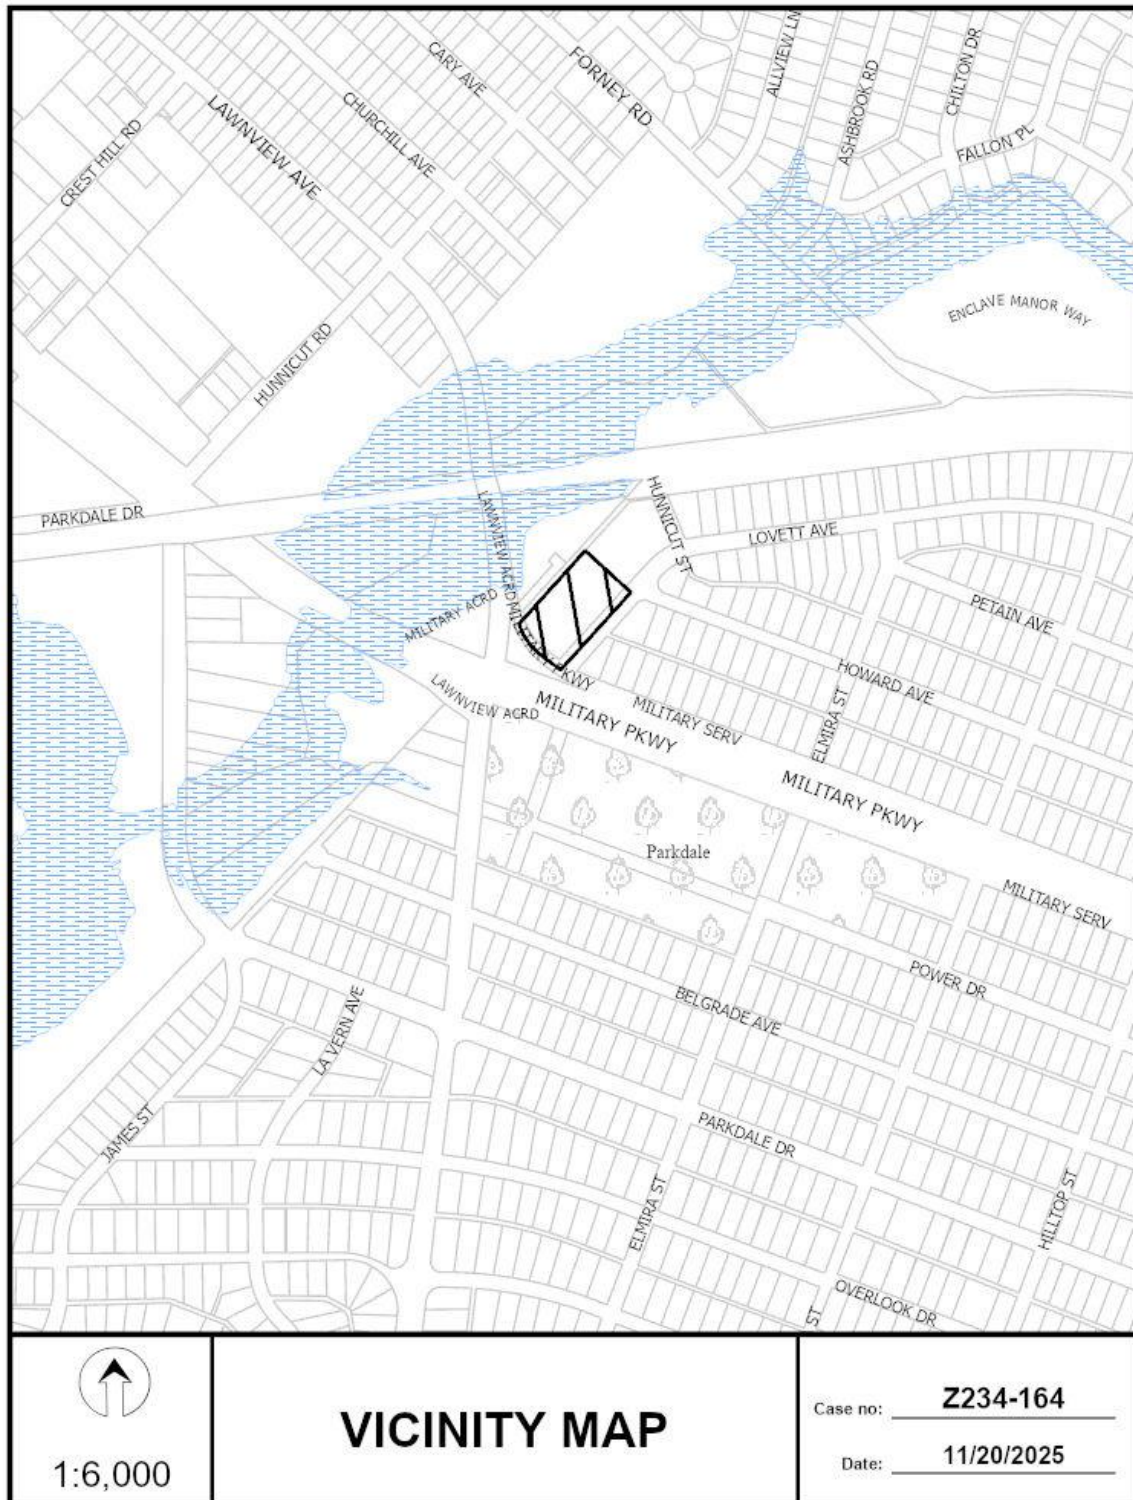 CARY AVE
FORNEY RD
ALLVIEW LN
CHILTON DR
ASHBROOK RD
CHURCHILL AVE
LAWNVIEW AVE
CREST HILL RD
FALLON PL
ENCLAVE MANOR WAY
HUNNICUT RD
PARKDALE DR
LAWNVIEW ACRD
HUNNICUT ST
LOVETT AVE
MILITARY ACRD
PETAIN AVE
MILITARY PKWY
HOWARD AVE
LAWNVIEW ACRD
MILITARY PKWY
MILITARY SERV
ELMIRA ST
MILITARY PKWY
Parkdale
MILITARY SERV
POWER DR
BELGRADE AVE
LA VERN AVE
JAMES ST
PARKDALE DR
ELMIRA ST
HILLTOP ST
OVERLOOK DR
ST
1:6,000
VICINITY MAP
Case no: Z234-164
Date: 11/20/2025